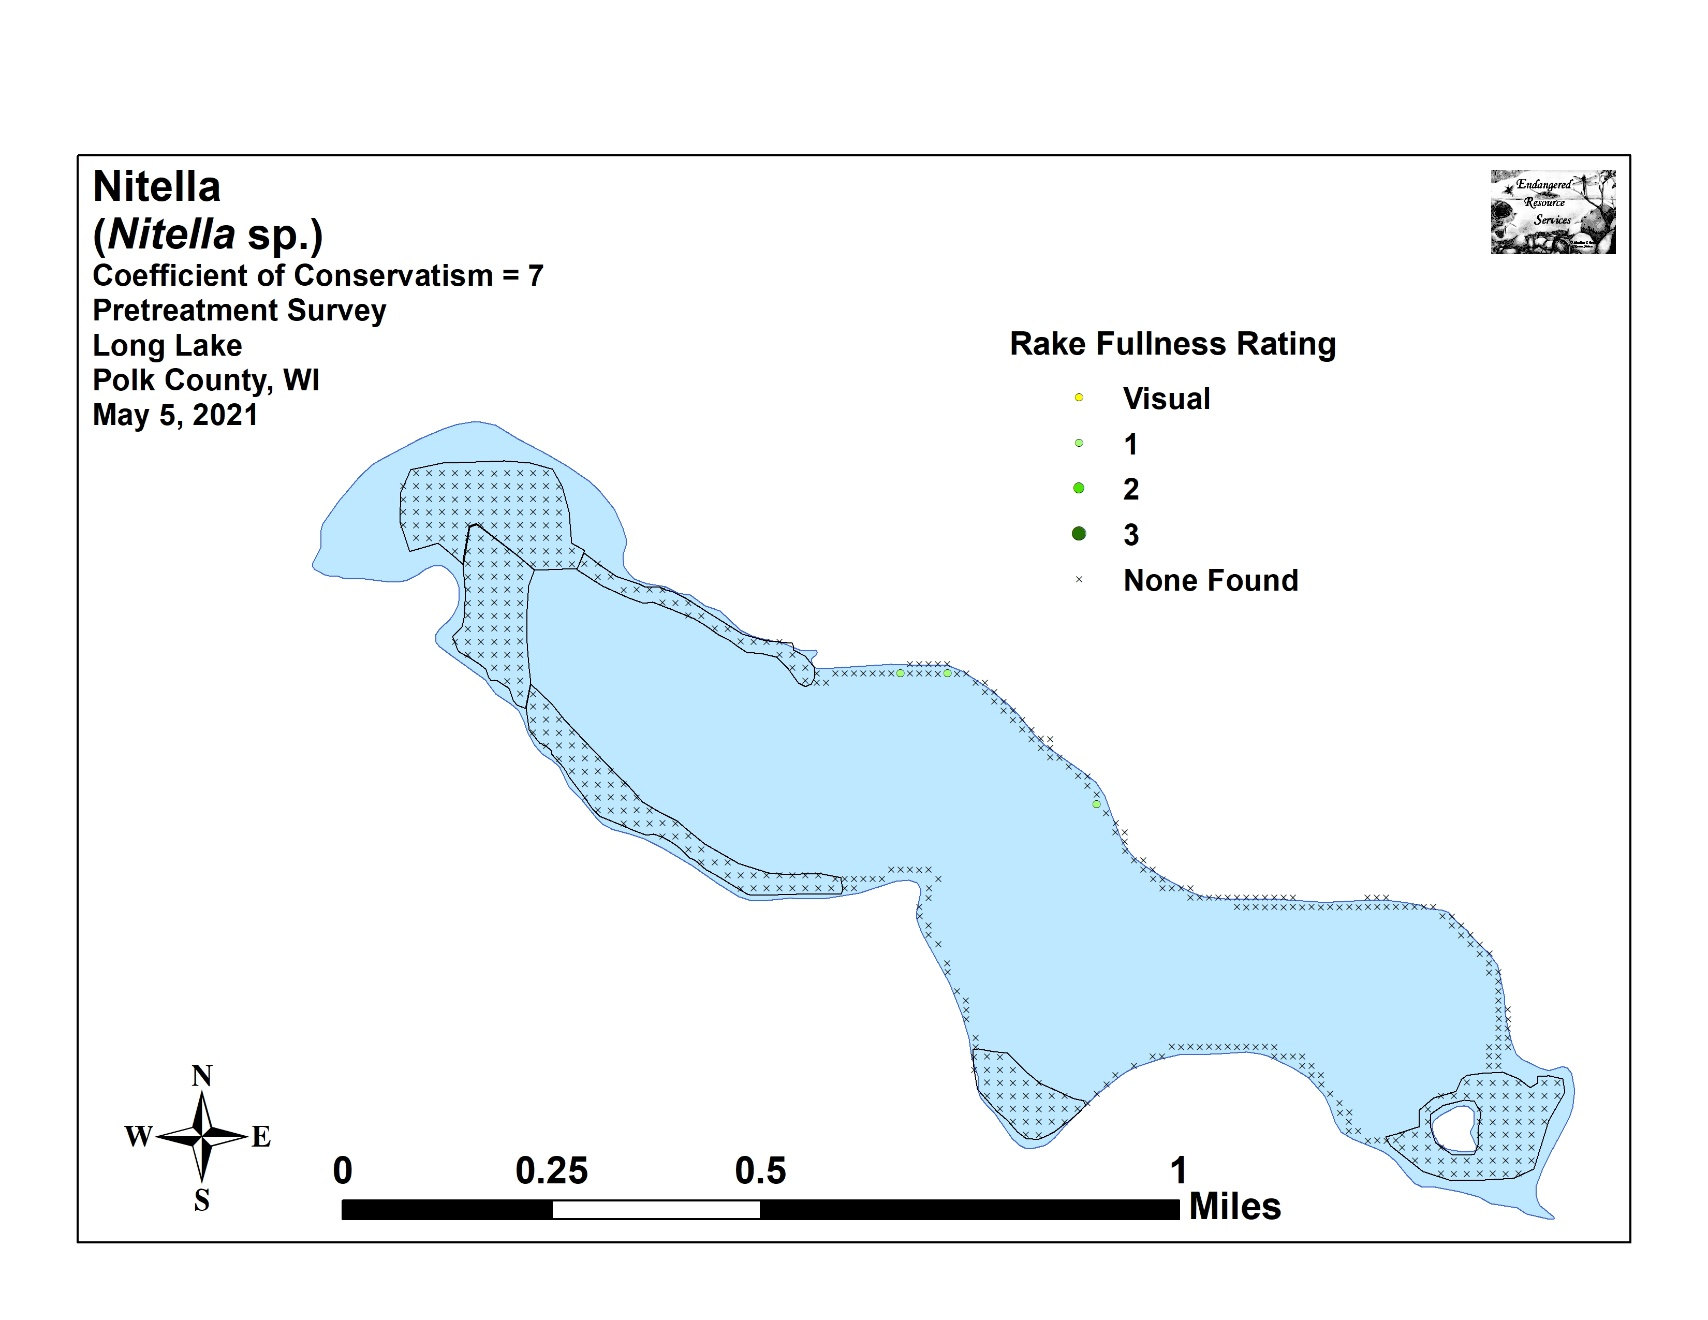 Nitella
(Nitella sp.)
Coefficient of Conservatism = 7
Pretreatment Survey
Long Lake
Polk County, WI
May 5, 2021
Endangered
Resource
Services
Rake Fullness Rating
Visual
1
2
3
None Found
N
W E
S
0 0.25 0.5 1
Miles